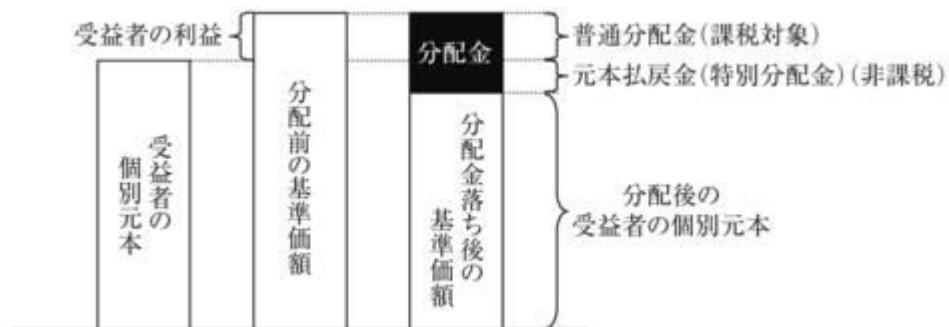 受益者の利益
分配金
普通分配金(課税対象)
元本払戻金(特別分配金)(非課税)
受益者の
個別元本
分配前の基準価額
分配金落ち後の
基準価額
分配後の
受益者の個別元本